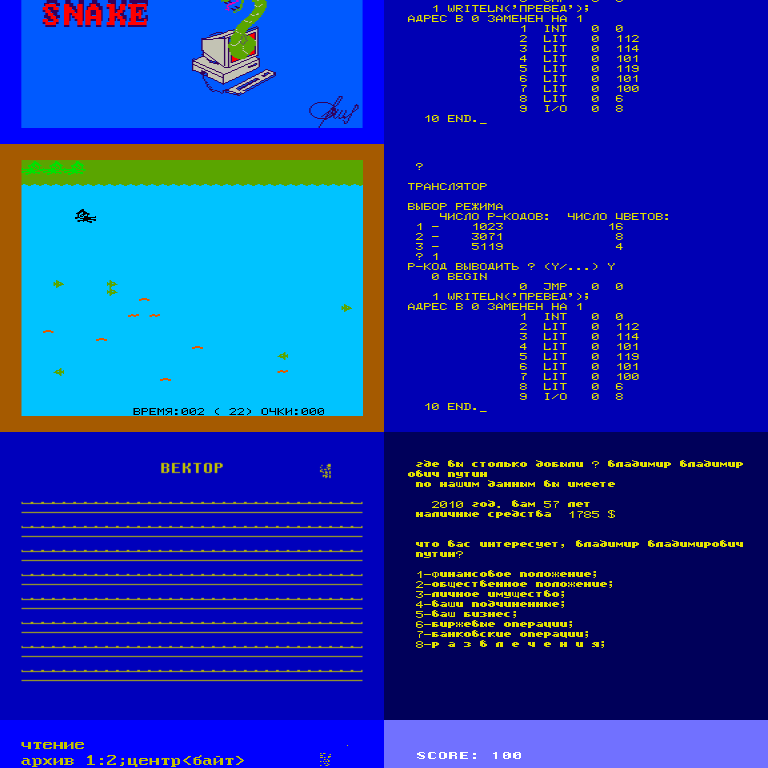 SNAKE
1 WRITELN('ПРЕВЕД');
АДРЕС В 0 ЗАМЕНЕН НА 1
1 INT 0 0
2 LIT 0 112
3 LIT 0 114
4 LIT 0 101
5 LIT 0 119
6 LIT 0 101
7 LIT 0 100
8 LIT 0 6
9 I/O 0 8
10 END._
ВРЕМЯ:002 ( 22) ОЧКИ:000
?
ТРАНСЛЯТОР
ВЫБОР РЕЖИМА
ЧИСЛО P-КОДОВ: ЧИСЛО ЦВЕТОВ:
1 - 1023 16
2 - 3071 8
3 - 5119 4
? 1
P-КОД ВЫВОДИТЬ ? (Y/...) Y
0 BEGIN
0 JMP 0 0
1 WRITELN('ПРЕВЕД');
АДРЕС В 0 ЗАМЕНЕН НА 1
1 INT 0 0
2 LIT 0 112
3 LIT 0 114
4 LIT 0 101
5 LIT 0 119
6 LIT 0 101
7 LIT 0 100
8 LIT 0 6
9 I/O 0 8
10 END._
ВЕКТОР
где вы столько добыли ? владимир владимир
ович путин
по нашим данным вы имеете
2010 год. вам 57 лет
наличные средства 1785 $
что вас интересует, владимир владимирович
путин?
1-финансовое положение;
2-общественное положение;
3-личное имущество;
4-ваши подчиненные;
5-ваш бизнес;
6-биржевые операции;
7-банковские операции;
8-р а з в л е ч е н и я;
чтение
архив 1:2;центр<байт>
SCORE: 100